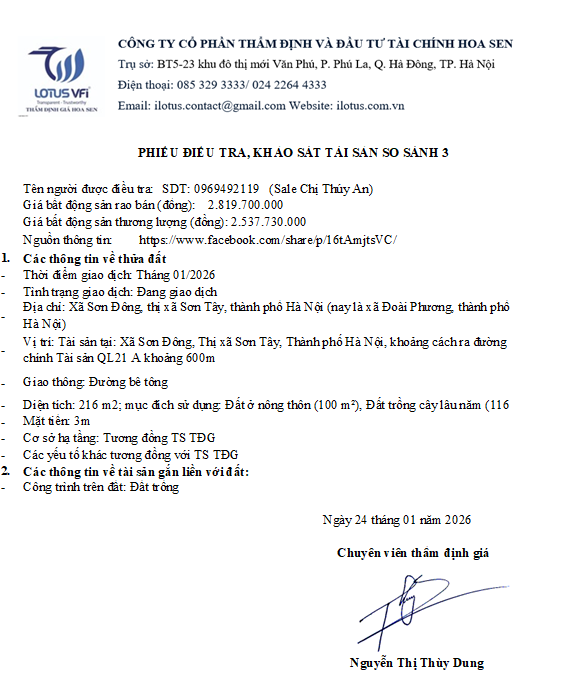 CÔNG TY CỔ PHẦN THẨM ĐỊNH VÀ ĐẦU TƯ TÀI CHÍNH HOA SEN
Trụ sở: BT5-23 khu đô thị mới Văn Phú, P. Phú La, Q. Hà Đông, TP. Hà Nội
Điện thoại: 085 329 3333/ 024 2264 4333
Email: ilotus.contact@gmail.com Website: ilotus.com.vn
LOTUS VFi
Transparent - Trustworthy
THẨM ĐỊNH GIÁ HOA SEN
PHIẾU ĐIỀU TRA, KHẢO SÁT TÀI SẢN SO SÁNH 3
Tên người được điều tra: SDT: 0969492119 (Sale Chị Thúy An)
Giá bất động sản rao bán (đồng): 2.819.700.000
Giá bất động sản thương lượng (đồng): 2.537.730.000
Nguồn thông tin: https://www.facebook.com/share/p/16tAmjtsVC/
1. Các thông tin về thửa đất
- Thời điểm giao dịch: Tháng 01/2026
- Tình trạng giao dịch: Đang giao dịch
- Địa chỉ: Xã Sơn Đông, thị xã Sơn Tây, thành phố Hà Nội (nay là xã Đoài Phương, thành phố
Hà Nội)
- Vị trí: Tài sản tại: Xã Sơn Đông, Thị xã Sơn Tây, Thành phố Hà Nội, khoảng cách ra đường
chính Tài sản QL21 A khoảng 600m
- Giao thông: Đường bê tông
- Diện tích: 216 m2; mục đích sử dụng: Đất ở nông thôn (100 m²), Đất trồng cây lâu năm (116
- Mặt tiền: 3m
- Cơ sở hạ tầng: Tương đồng TS TĐG
- Các yếu tố khác tương đồng với TS TĐG
2. Các thông tin về tài sản gắn liền với đất:
- Công trình trên đất: Đất trống
Ngày 24 tháng 01 năm 2026
Chuyên viên thẩm định giá
Nguyễn Thị Thùy Dung